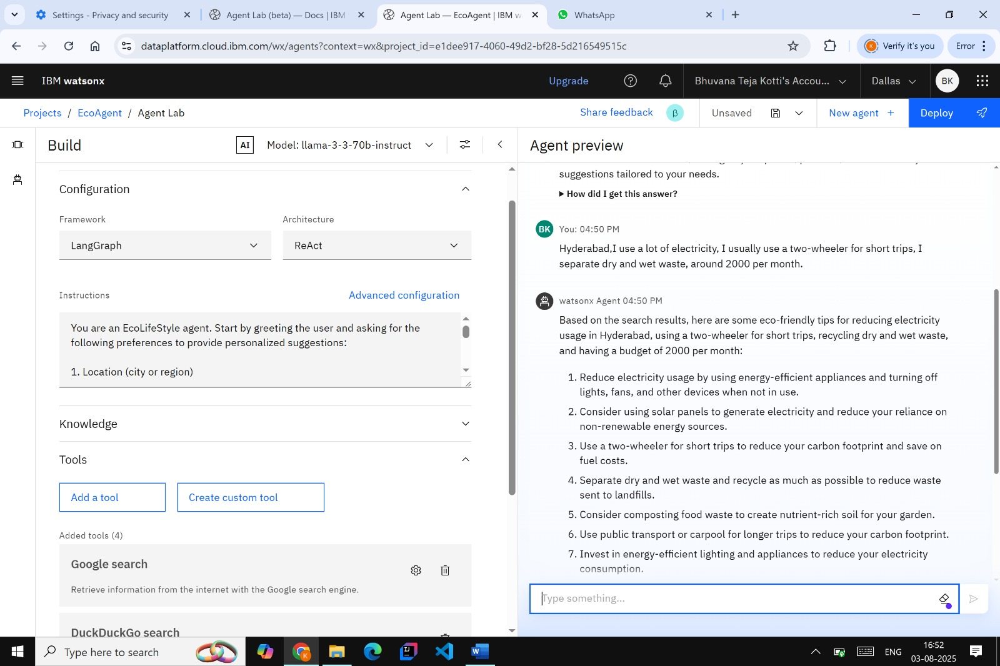 Settings - Privacy and security
Agent Lab (beta) — Docs | IBM
Agent Lab — EcoAgent | IBM w
WhatsApp
dataplatform.cloud.ibm.com/wx/agents?context=wx&project_id=e1dee917-4060-49d2-bf28-5d216549515c
K
Verify it's you
Error
IBM watsonx
Upgrade
Bhuvana Teja Kotti's Accou...
Dallas
BK
Projects / EcoAgent / Agent Lab
Share feedback
β
Unsaved
New agent +
Deploy
Build
AI
Model: llama-3-3-70b-instruct
Agent preview
Configuration
Framework
Architecture
LangGraph
ReAct
Instructions
Advanced configuration
You are an EcoLifeStyle agent. Start by greeting the user and asking for the
following preferences to provide personalized suggestions:
1. Location (city or region)
Knowledge
Tools
Add a tool
Create custom tool
Added tools (4)
Google search
Retrieve information from the internet with the Google search engine.
DuckDuckGo search
suggestions tailored to your needs.
How did I get this answer?
BK
You: 04:50 PM
Hyderabad,I use a lot of electricity, I usually use a two-wheeler for short trips, I
separate dry and wet waste, around 2000 per month.
watsonx Agent 04:50 PM
Based on the search results, here are some eco-friendly tips for reducing electricity
usage in Hyderabad, using a two-wheeler for short trips, recycling dry and wet waste,
and having a budget of 2000 per month:
1. Reduce electricity usage by using energy-efficient appliances and turning off
lights, fans, and other devices when not in use.
2. Consider using solar panels to generate electricity and reduce your reliance on
non-renewable energy sources.
3. Use a two-wheeler for short trips to reduce your carbon footprint and save on
fuel costs.
4. Separate dry and wet waste and recycle as much as possible to reduce waste
sent to landfills.
5. Consider composting food waste to create nutrient-rich soil for your garden.
6. Use public transport or carpool for longer trips to reduce your carbon footprint.
7. Invest in energy-efficient lighting and appliances to reduce your electricity
consumption.
Type something...
Type here to search
ENG
16:52
03-08-2025